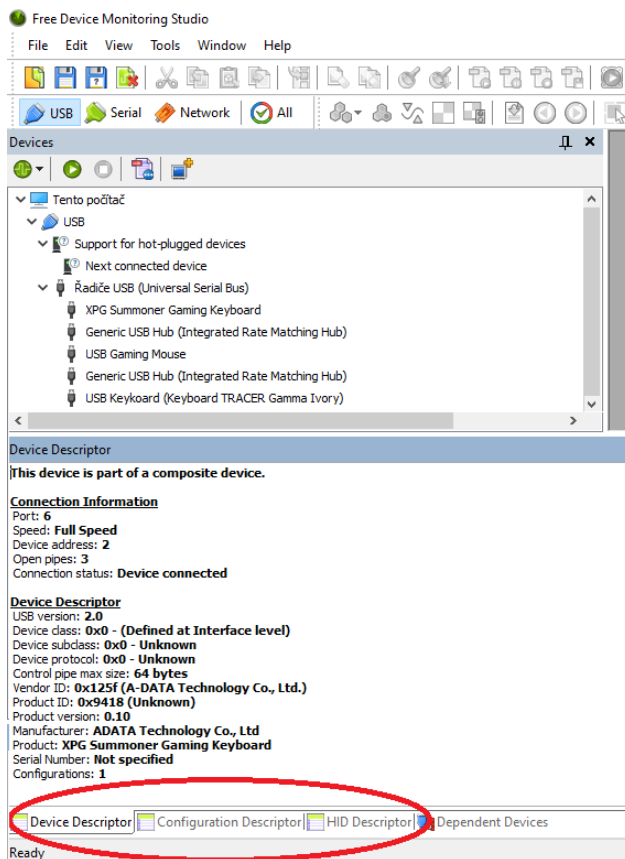 Free Device Monitoring Studio
File Edit View Tools Window Help
USB Serial Network All
Devices
Tento počítač
USB
Support for hot-plugged devices
Next connected device
Řadiče USB (Universal Serial Bus)
XPG Summoner Gaming Keyboard
Generic USB Hub (Integrated Rate Matching Hub)
USB Gaming Mouse
Generic USB Hub (Integrated Rate Matching Hub)
USB Keykoard (Keyboard TRACER Gamma Ivory)
Device Descriptor
This device is part of a composite device.
Connection Information
Port: 6
Speed: Full Speed
Device address: 2
Open pipes: 3
Connection status: Device connected
Device Descriptor
USB version: 2.0
Device class: 0x0 - (Defined at Interface level)
Device subclass: 0x0 - Unknown
Device protocol: 0x0 - Unknown
Control pipe max size: 64 bytes
Vendor ID: 0x125f (A-DATA Technology Co., Ltd.)
Product ID: 0x9418 (Unknown)
Product version: 0.10
Manufacturer: ADATA Technology Co., Ltd
Product: XPG Summoner Gaming Keyboard
Serial Number: Not specified
Configurations: 1
Device Descriptor Configuration Descriptor HID Descriptor Dependent Devices
Ready